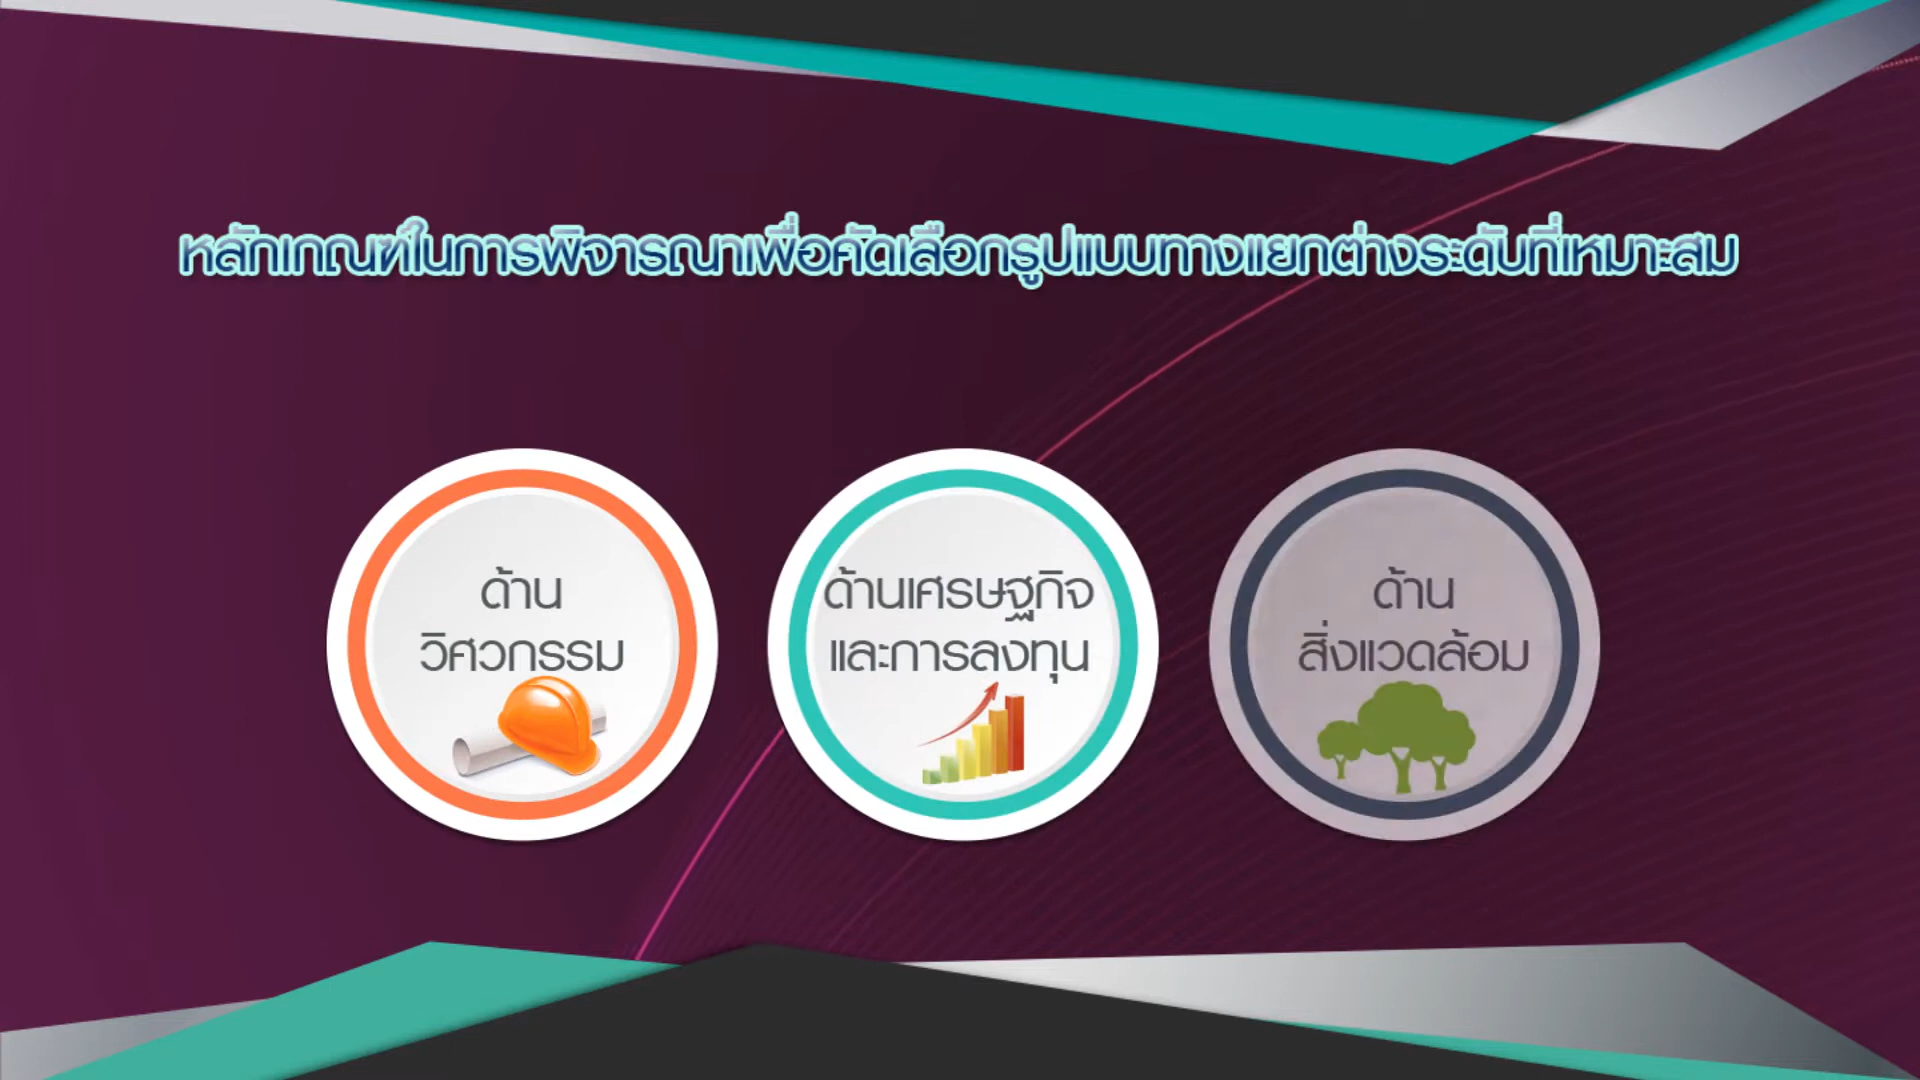 หลักเกณฑ์ในการพิจารณาเพื่อคัดเลือกรูปแบบทางแยกต่างระดับที่เหมาะสม
ด้าน
วิศวกรรม
ด้านเศรษฐกิจ
และการลงทุน
ด้าน
สิ่งแวดล้อม